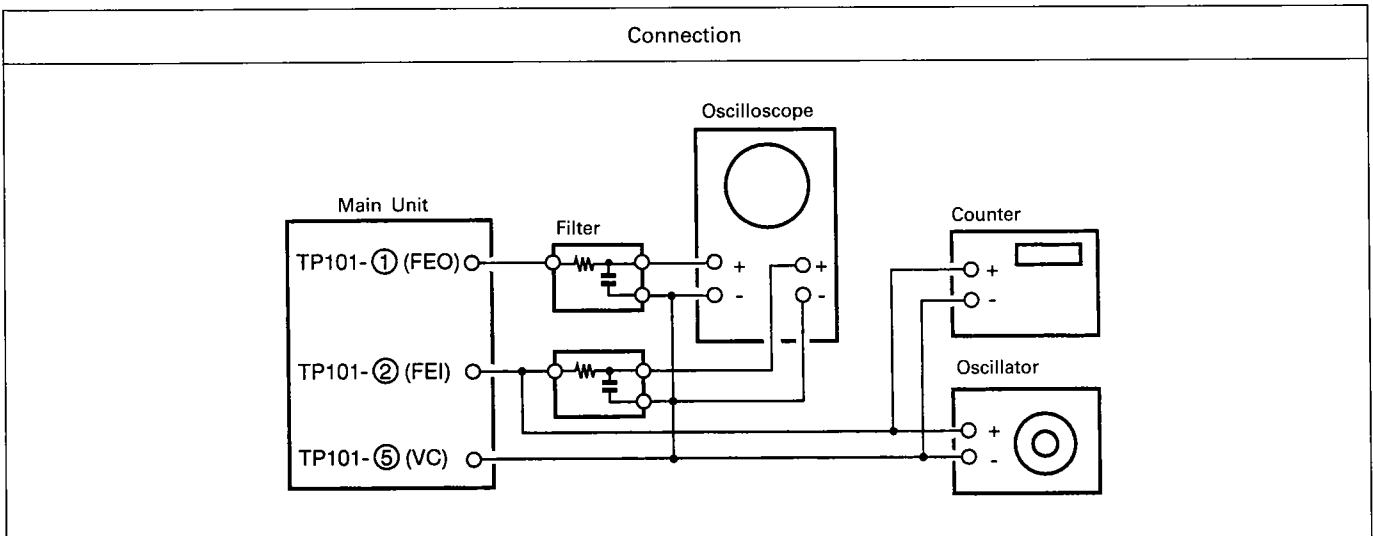 Connection
Oscilloscope
Main Unit
Filter
Counter
TP101-① (FEO)
+
+
-
-
+
-
TP101-② (FEI)
Oscillator
+
-
TP101-⑤ (VC)